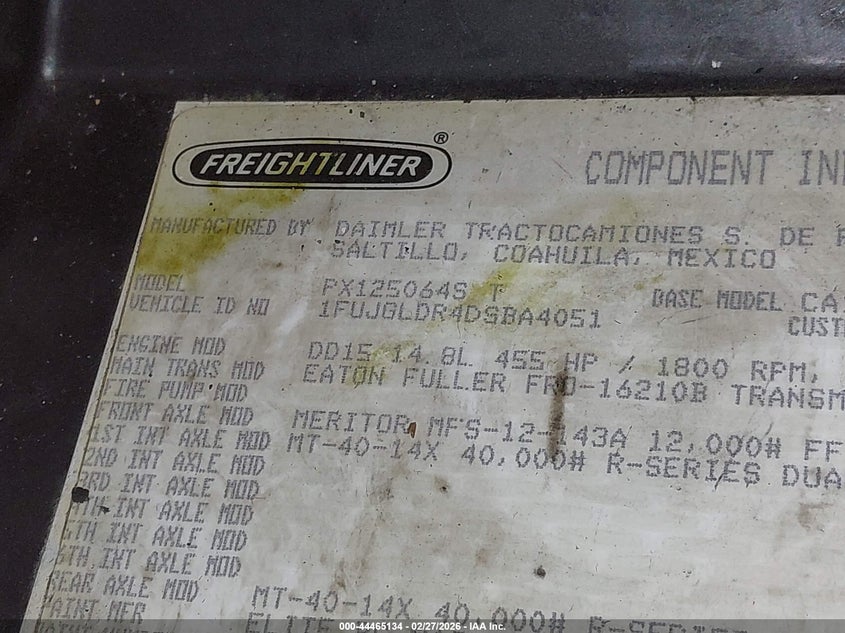 FREIGHTLINER ®
COMPONENT IN
MANUFACTURED BY DAIMLER TRACTOCAMIONES S. DE R
SALTILLO, COAHUILA, MEXICO
MODEL PX125064S T BASE MODEL CA
VEHICLE ID NO 1FUJGLDR4DSBA4051 CUST
ENGINE MOD DD15 14.8L 455 HP / 1800 RPM,
MAIN TRANS MOD EATON FULLER FRO-16210B TRANSM
FIRE PUMP MOD
FRONT AXLE MOD MERITOR MFS-12-143A 12,000# FF
1ST INT AXLE MOD MT-40-14X 40,000# R-SERIES DUA
2ND INT AXLE MOD
3RD INT AXLE MOD
4TH INT AXLE MOD
5TH INT AXLE MOD
6TH INT AXLE MOD
REAR AXLE MOD MT-40-14X 40,000# R-SERIE
PAINT MFR ELITE
000-44465134 - 02/27/2026 - IAA Inc.